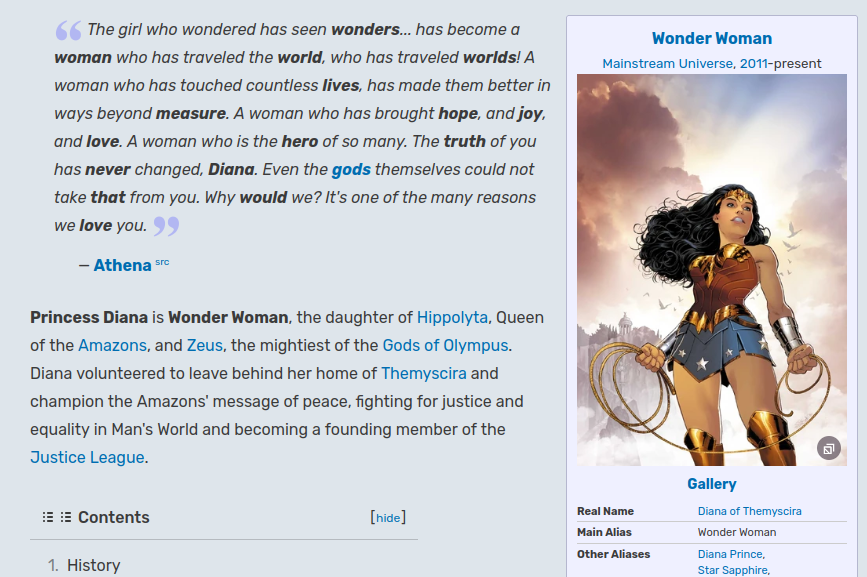 The girl who wondered has seen wonders... has become a
woman who has traveled the world, who has traveled worlds! A
woman who has touched countless lives, has made them better in
ways beyond measure. A woman who has brought hope, and joy,
and love. A woman who is the hero of so many. The truth of you
has never changed, Diana. Even the gods themselves could not
take that from you. Why would we? It's one of the many reasons
we love you.
– Athena src
Princess Diana is Wonder Woman, the daughter of Hippolyta, Queen
of the Amazons, and Zeus, the mightiest of the Gods of Olympus.
Diana volunteered to leave behind her home of Themyscira and
champion the Amazons' message of peace, fighting for justice and
equality in Man's World and becoming a founding member of the
Justice League.
Contents [hide]
1. History
Wonder Woman
Mainstream Universe, 2011-present
Gallery
Real Name Diana of Themyscira
Main Alias Wonder Woman
Other Aliases Diana Prince,
Star Sapphire,